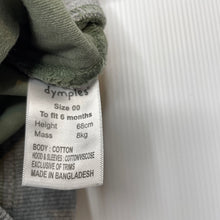 dymples
Size 00
To fit 6 months
Height 68cm
Mass 8kg
BODY : COTTON
HOOD & SLEEVES : COTTON/VISCOSE
EXCLUSIVE OF TRIMS
MADE IN BANGLADESH